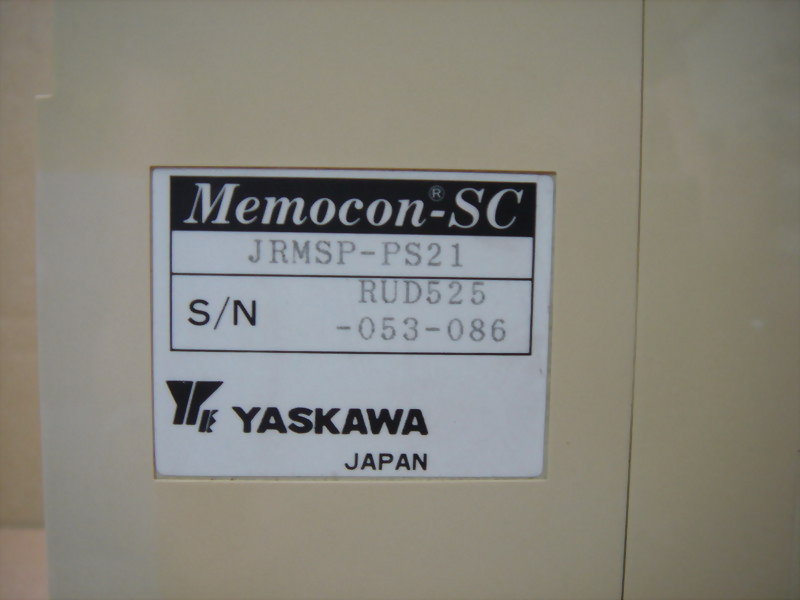 Memocon®-SC
JRMSP-PS21
S/N RUD525
-053-086
YASKAWA
JAPAN